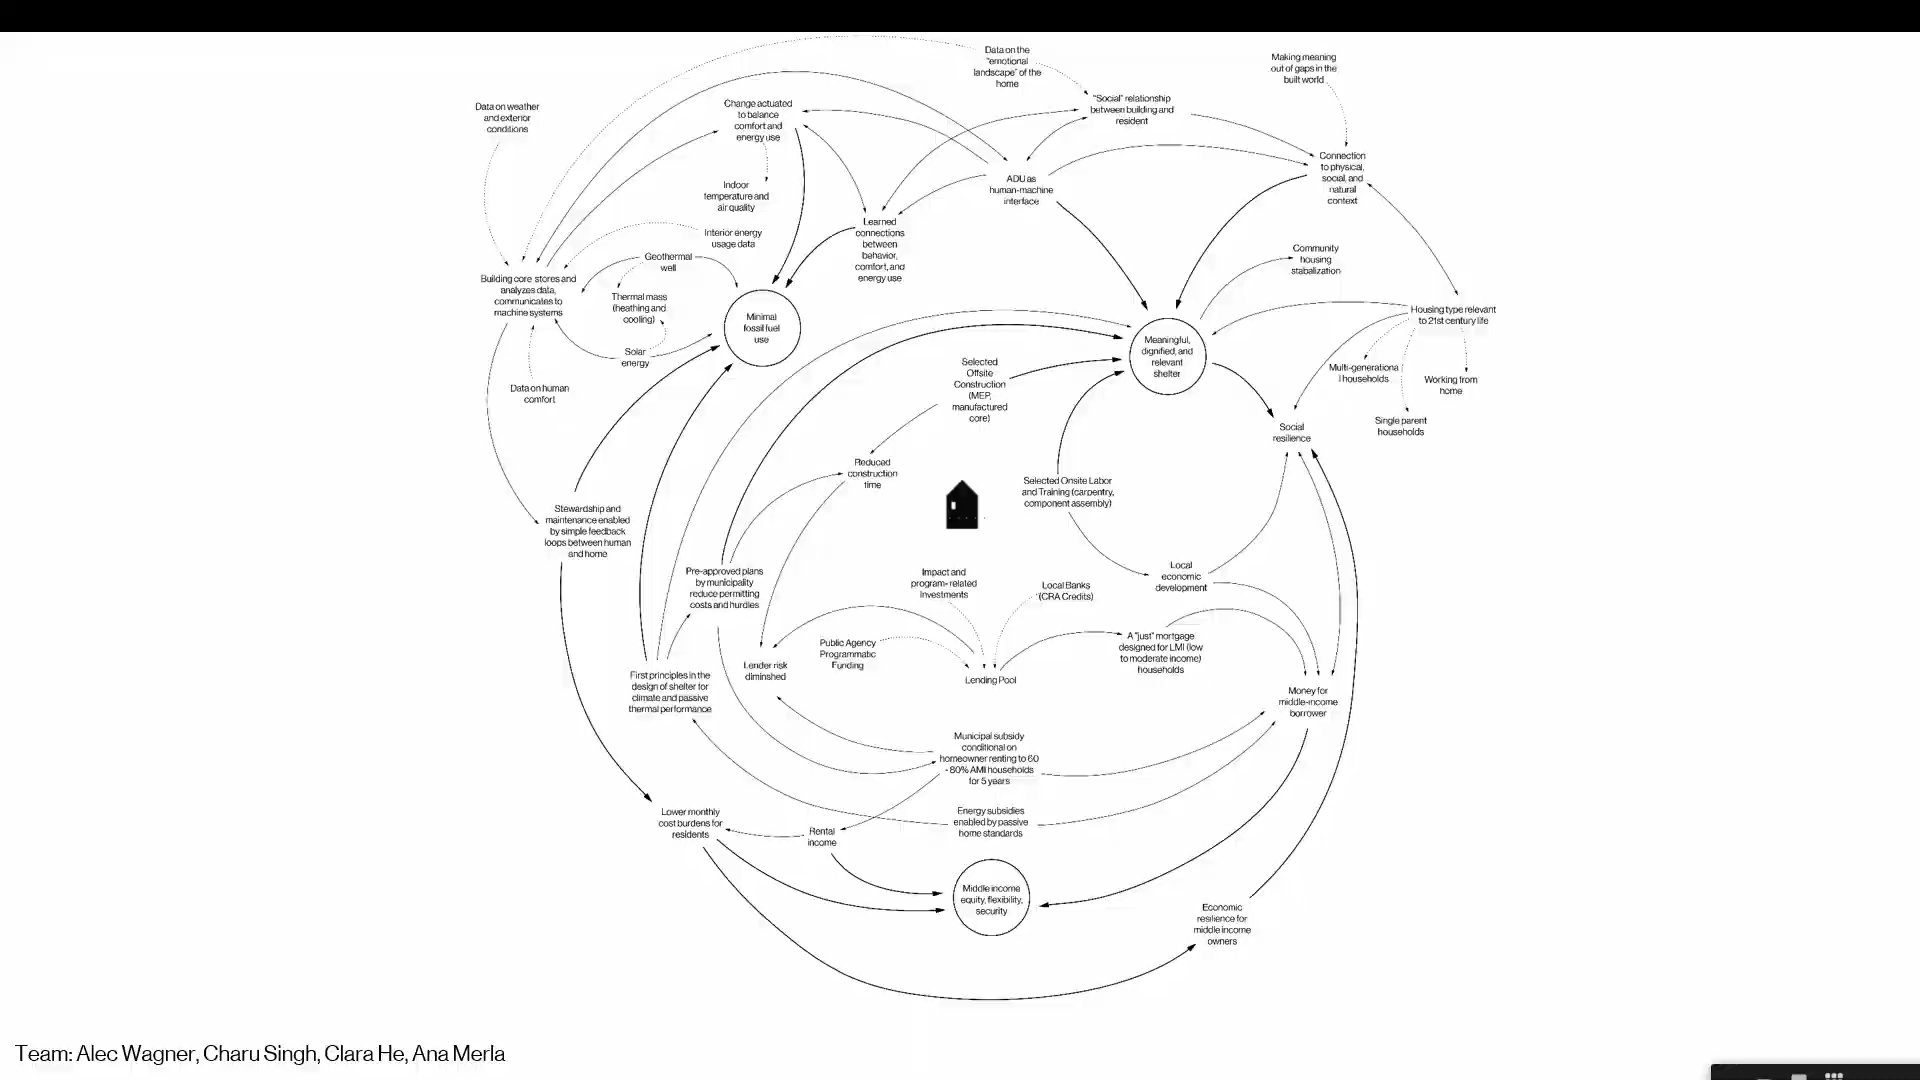 Data on the
"emotional
landscape" of the
home
Making meaning
out of gaps in the
built world
Data on weather
and exterior
conditions
Change actuated
to balance
comfort and
energy use
"Social" relationship
between building and
resident
Connection
to physical,
social, and
natural
context
Indoor
temperature and
air quality
ADU as
human-machine
interface
Interior energy
usage data
Learned
connections
between
behavior,
comfort, and
energy use
Community
housing
stabalization
Geothermal
well
Building core stores and
analyzes data,
communicates to
machine systems
Thermal mass
(heathing and
cooling)
Minimal
fossil fuel
use
Housing type relevant
to 21st century life
Meaningful,
dignified, and
relevant
shelter
Solar
energy
Data on human
comfort
Selected
Offsite
Construction
(MEP,
manufactured
core)
Multi-generationa
l households
Working from
home
Single parent
households
Social
resilience
Reduced
construction
time
Selected Onsite Labor
and Training (carpentry,
component assembly)
Stewardship and
maintenance enabled
by simple feedback
loops between human
and home
Pre-approved plans
by municipality
reduce permitting
costs and hurdles
Impact and
program- related
Investments
Local Banks
(CRA Credits)
Local
economic
development
Public Agency
Programmatic
Funding
A "just" mortgage
designed for LMI (low
to moderate income)
households
Lender risk
diminshed
Lending Pool
First principles in the
design of shelter for
climate and passive
thermal performance
Money for
middle-income
borrower
Municipal subsidy
conditional on
homeowner renting to 60
- 80% AMI households
for 5 years
Energy subsidies
enabled by passive
home standards
Lower monthly
cost burdens for
residents
Rental
income
Middle income
equity, flexibility,
security
Economic
resilience for
middle income
owners
Team: Alec Wagner, Charu Singh, Clara He, Ana Merla